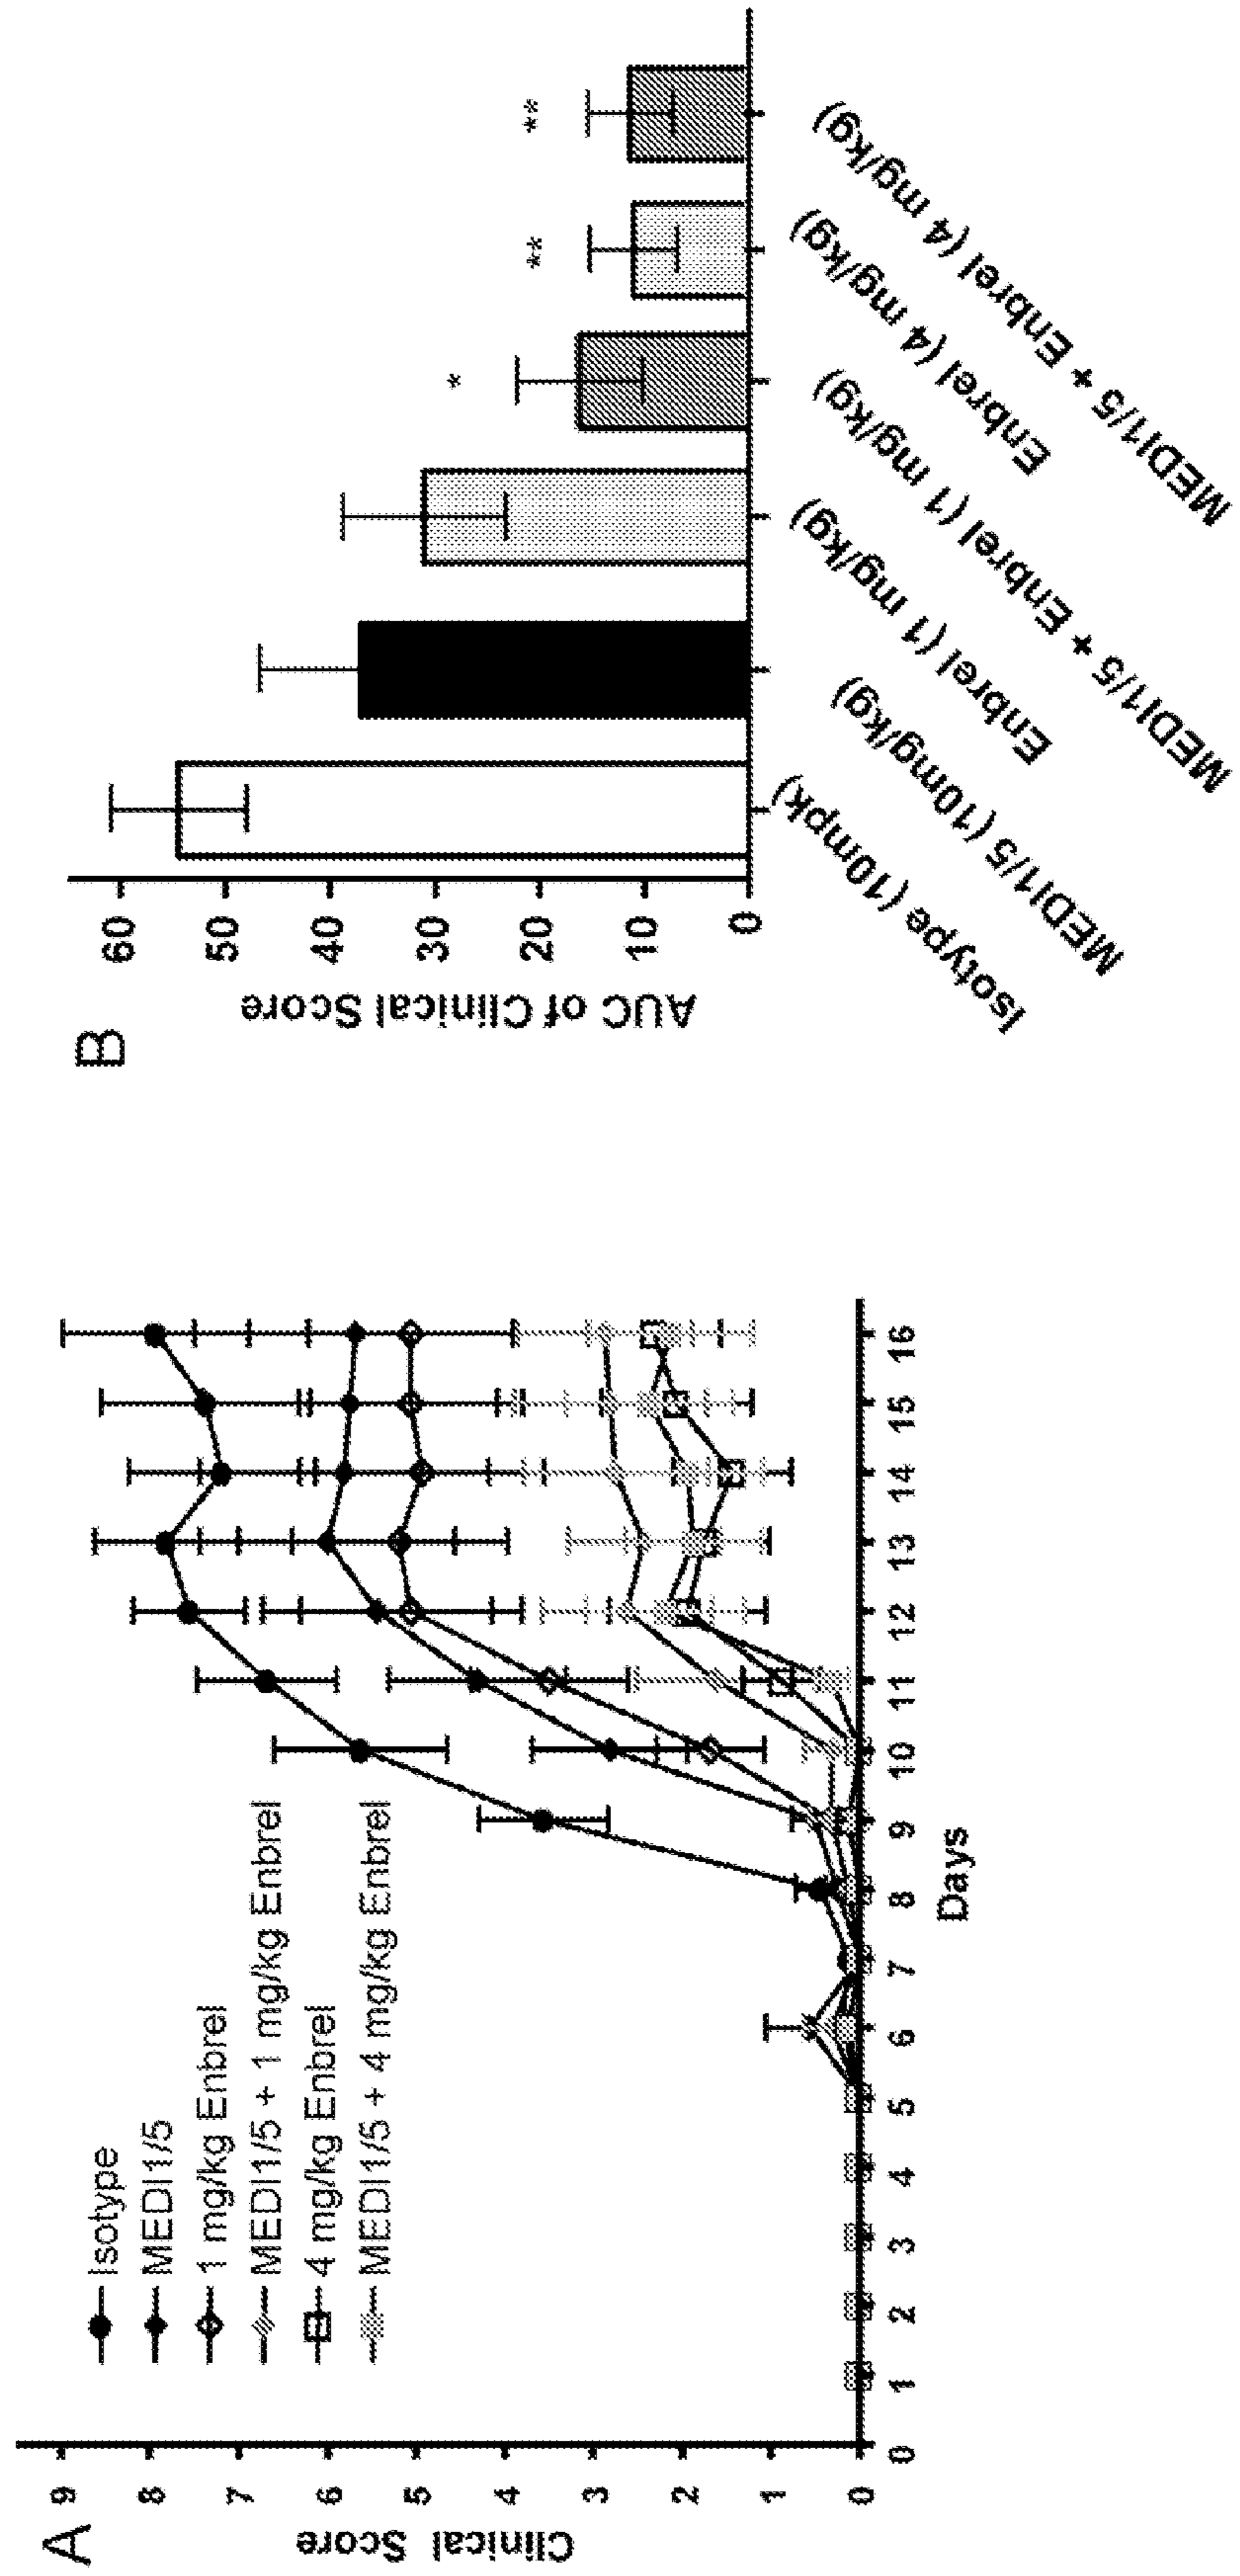 A
Clinical Score
9
8
7
6
5
4
3
2
1
0
Isotype
MEDI1/5
1 mg/kg Enbrel
MEDI1/5 + 1 mg/kg Enbrel
4 mg/kg Enbrel
MEDI1/5 + 4 mg/kg Enbrel
0 1 2 3 4 5 6 7 8 9 10 11 12 13 14 15 16
Days
B
AUC of Clinical Score
60
50
40
30
20
10
0
*
**
**
Isotype (10mpk)
MEDI1/5 (10mg/kg)
Enbrel (1 mg/kg)
MEDI1/5 + Enbrel (1 mg/kg)
Enbrel (4 mg/kg)
MEDI1/5 + Enbrel (4 mg/kg)